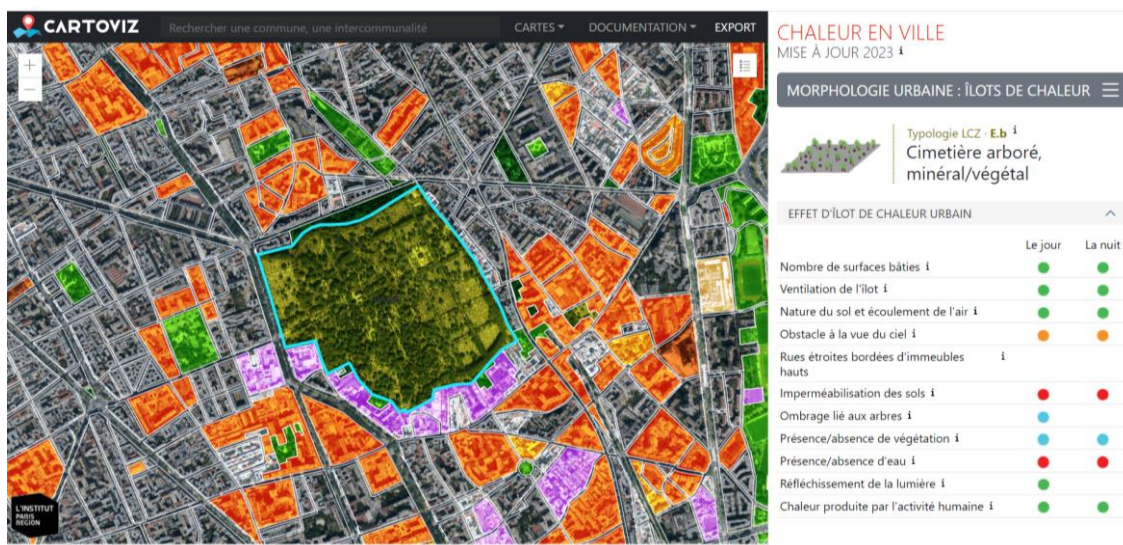 CARTOVIZ
Rechercher une commune, une intercommunalité
CARTES
DOCUMENTATION
EXPORT
+
−
L'INSTITUT
PARIS
REGION
CHALEUR EN VILLE
MISE À JOUR 2023 i
MORPHOLOGIE URBAINE : ÎLOTS DE CHALEUR
Typologie LCZ · E.b i
Cimetière arboré,
minéral/végétal
EFFET D'ÎLOT DE CHALEUR URBAIN
Le jour La nuit
Nombre de surfaces bâties i
Ventilation de l'îlot i
Nature du sol et écoulement de l'air i
Obstacle à la vue du ciel i
Rues étroites bordées d'immeubles i
hauts
Imperméabilisation des sols i
Ombrage lié aux arbres i
Présence/absence de végétation i
Présence/absence d'eau i
Réfléchissement de la lumière i
Chaleur produite par l'activité humaine i